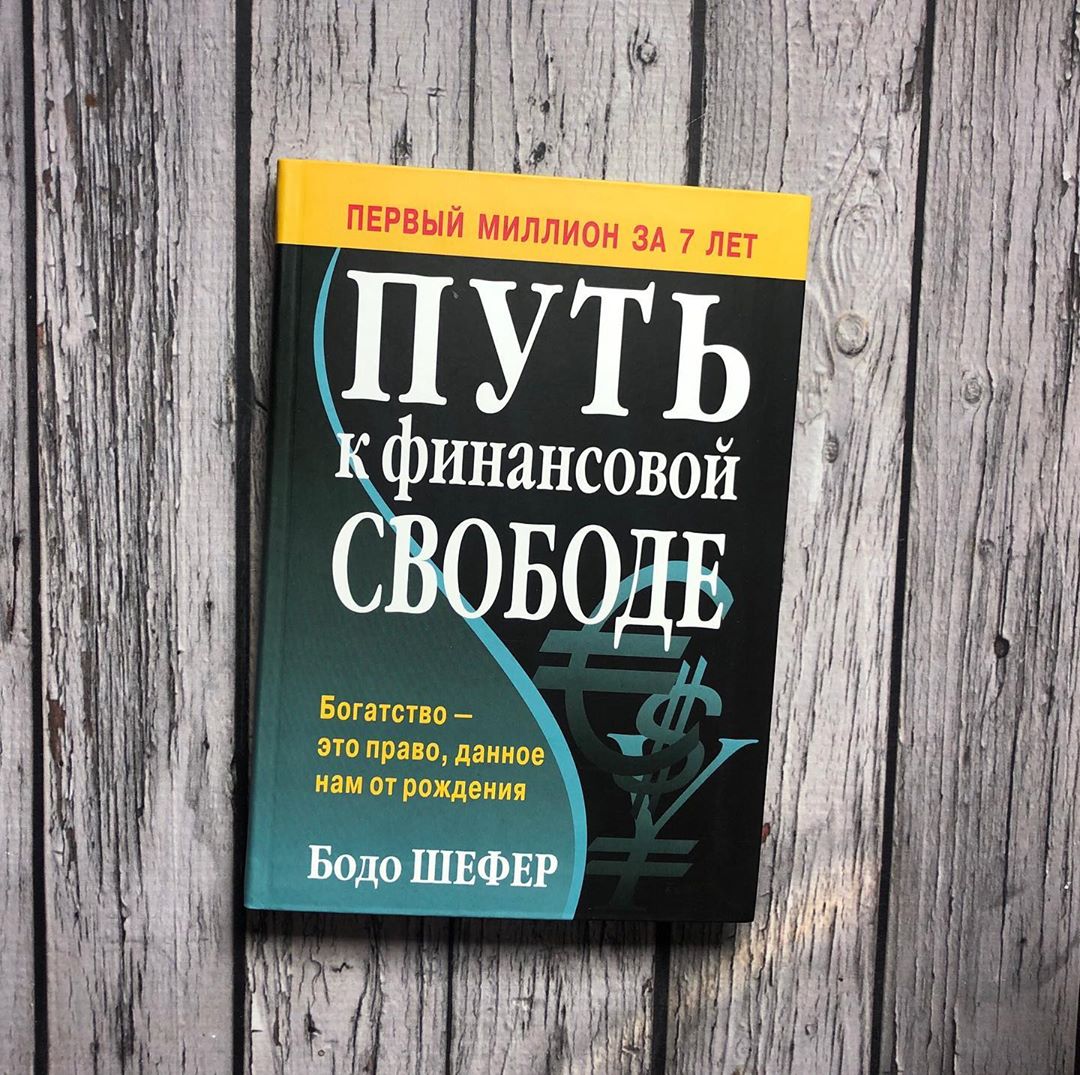 ПЕРВЫЙ МИЛЛИОН ЗА 7 ЛЕТ
ПУТЬ
к финансовой
СВОБОДЕ
Богатство –
это право, данное
нам от рождения
Бодо ШЕФЕР